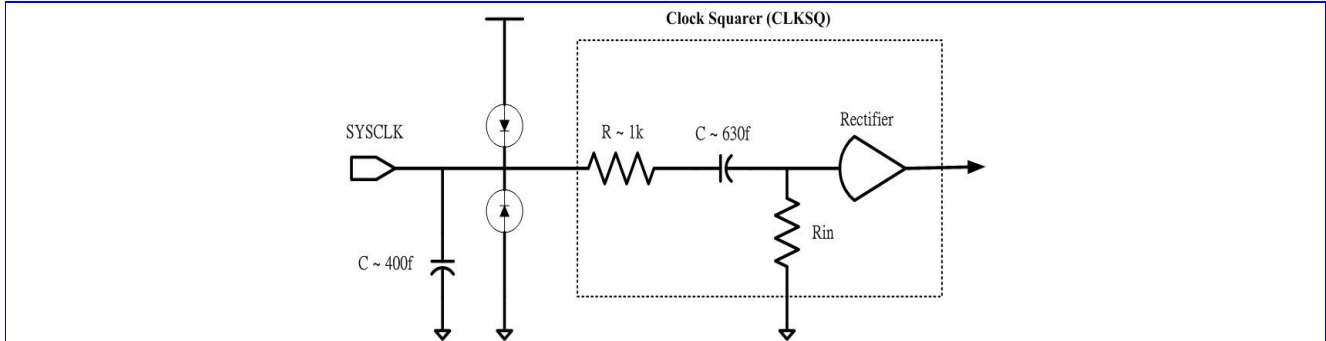 Clock Squarer (CLKSQ)
SYSCLK
R ~ 1k
C ~ 630f
Rectifier
Rin
C ~ 400f